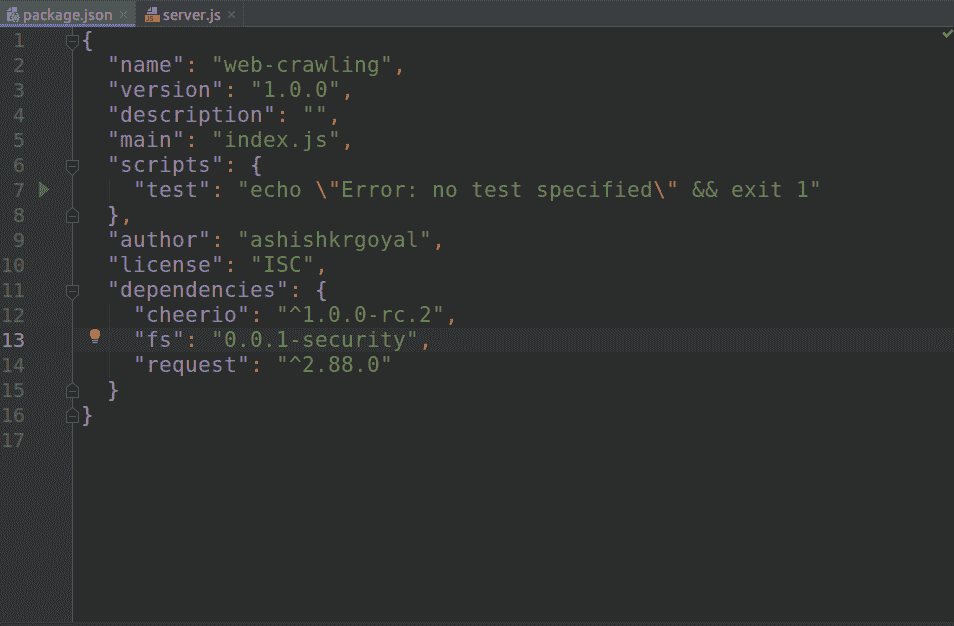 package.json server.js
1 {
2 "name": "web-crawling",
3 "version": "1.0.0",
4 "description": "",
5 "main": "index.js",
6 "scripts": {
7 "test": "echo \"Error: no test specified\" && exit 1"
8 },
9 "author": "ashishkrgoyal",
10 "license": "ISC",
11 "dependencies": {
12 "cheerio": "^1.0.0-rc.2",
13 "fs": "0.0.1-security",
14 "request": "^2.88.0"
15 }
16 }
17